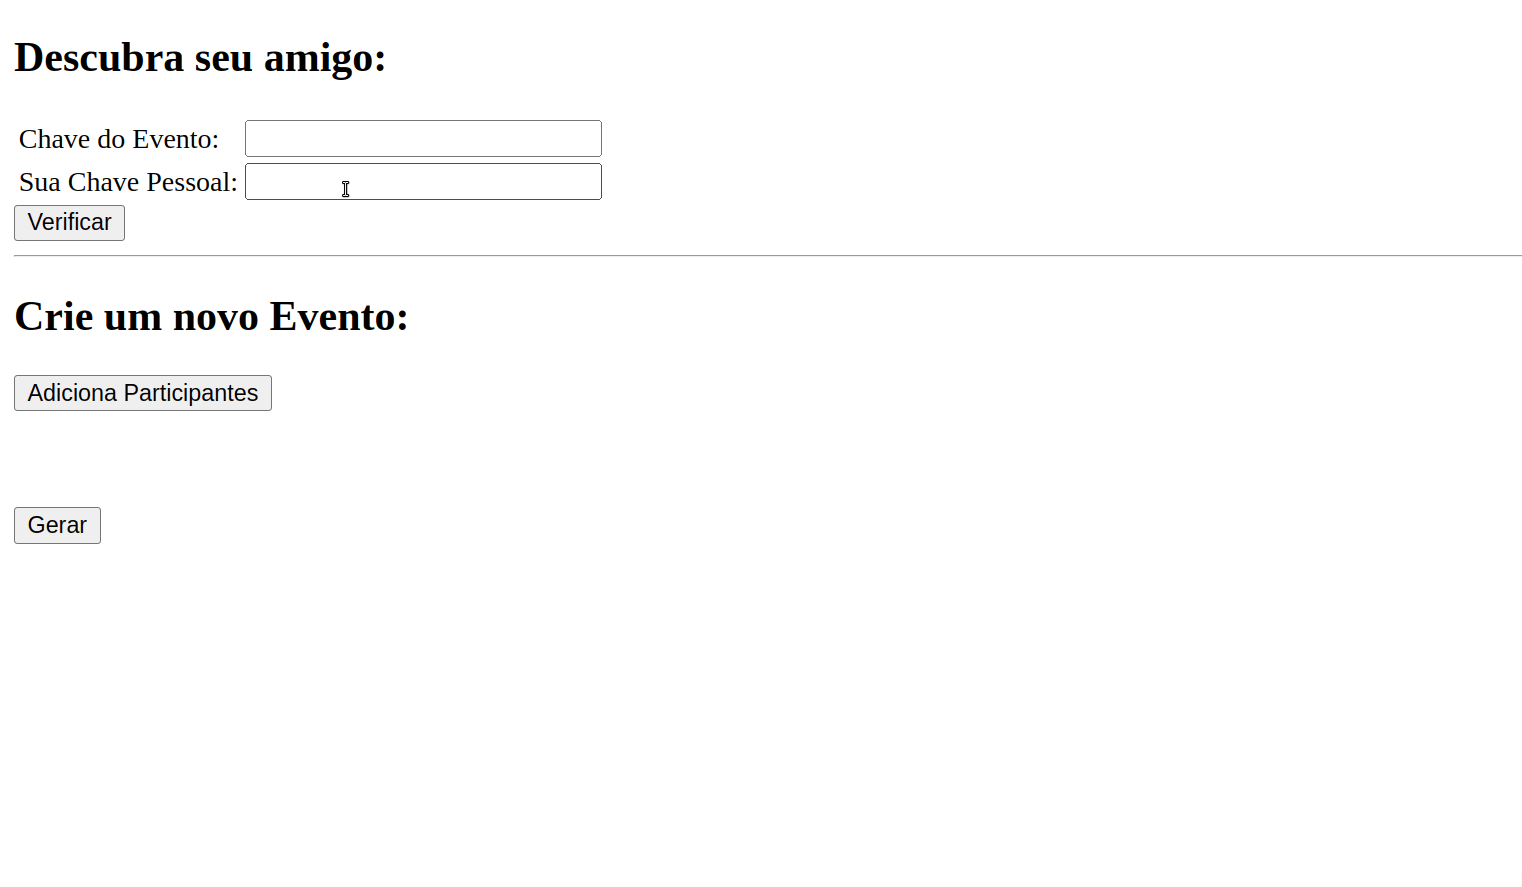 Descubra seu amigo:
Chave do Evento:
Sua Chave Pessoal:
Verificar
Crie um novo Evento:
Adiciona Participantes
Gerar